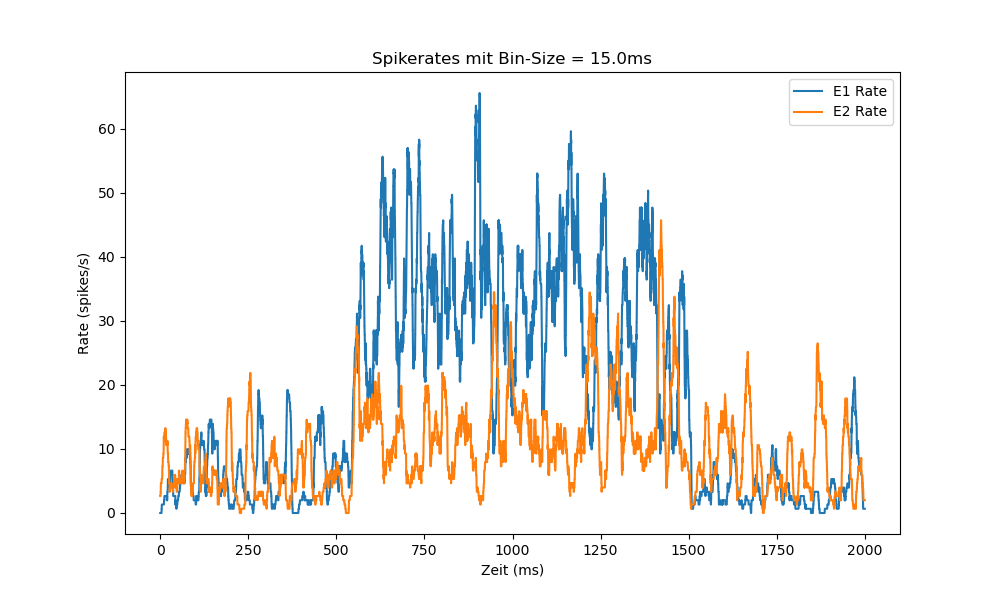 Spikerates mit Bin-Size = 15.0ms
E1 Rate
E2 Rate
Rate (spikes/s)
60
50
40
30
20
10
0
0 250 500 750 1000 1250 1500 1750 2000
Zeit (ms)